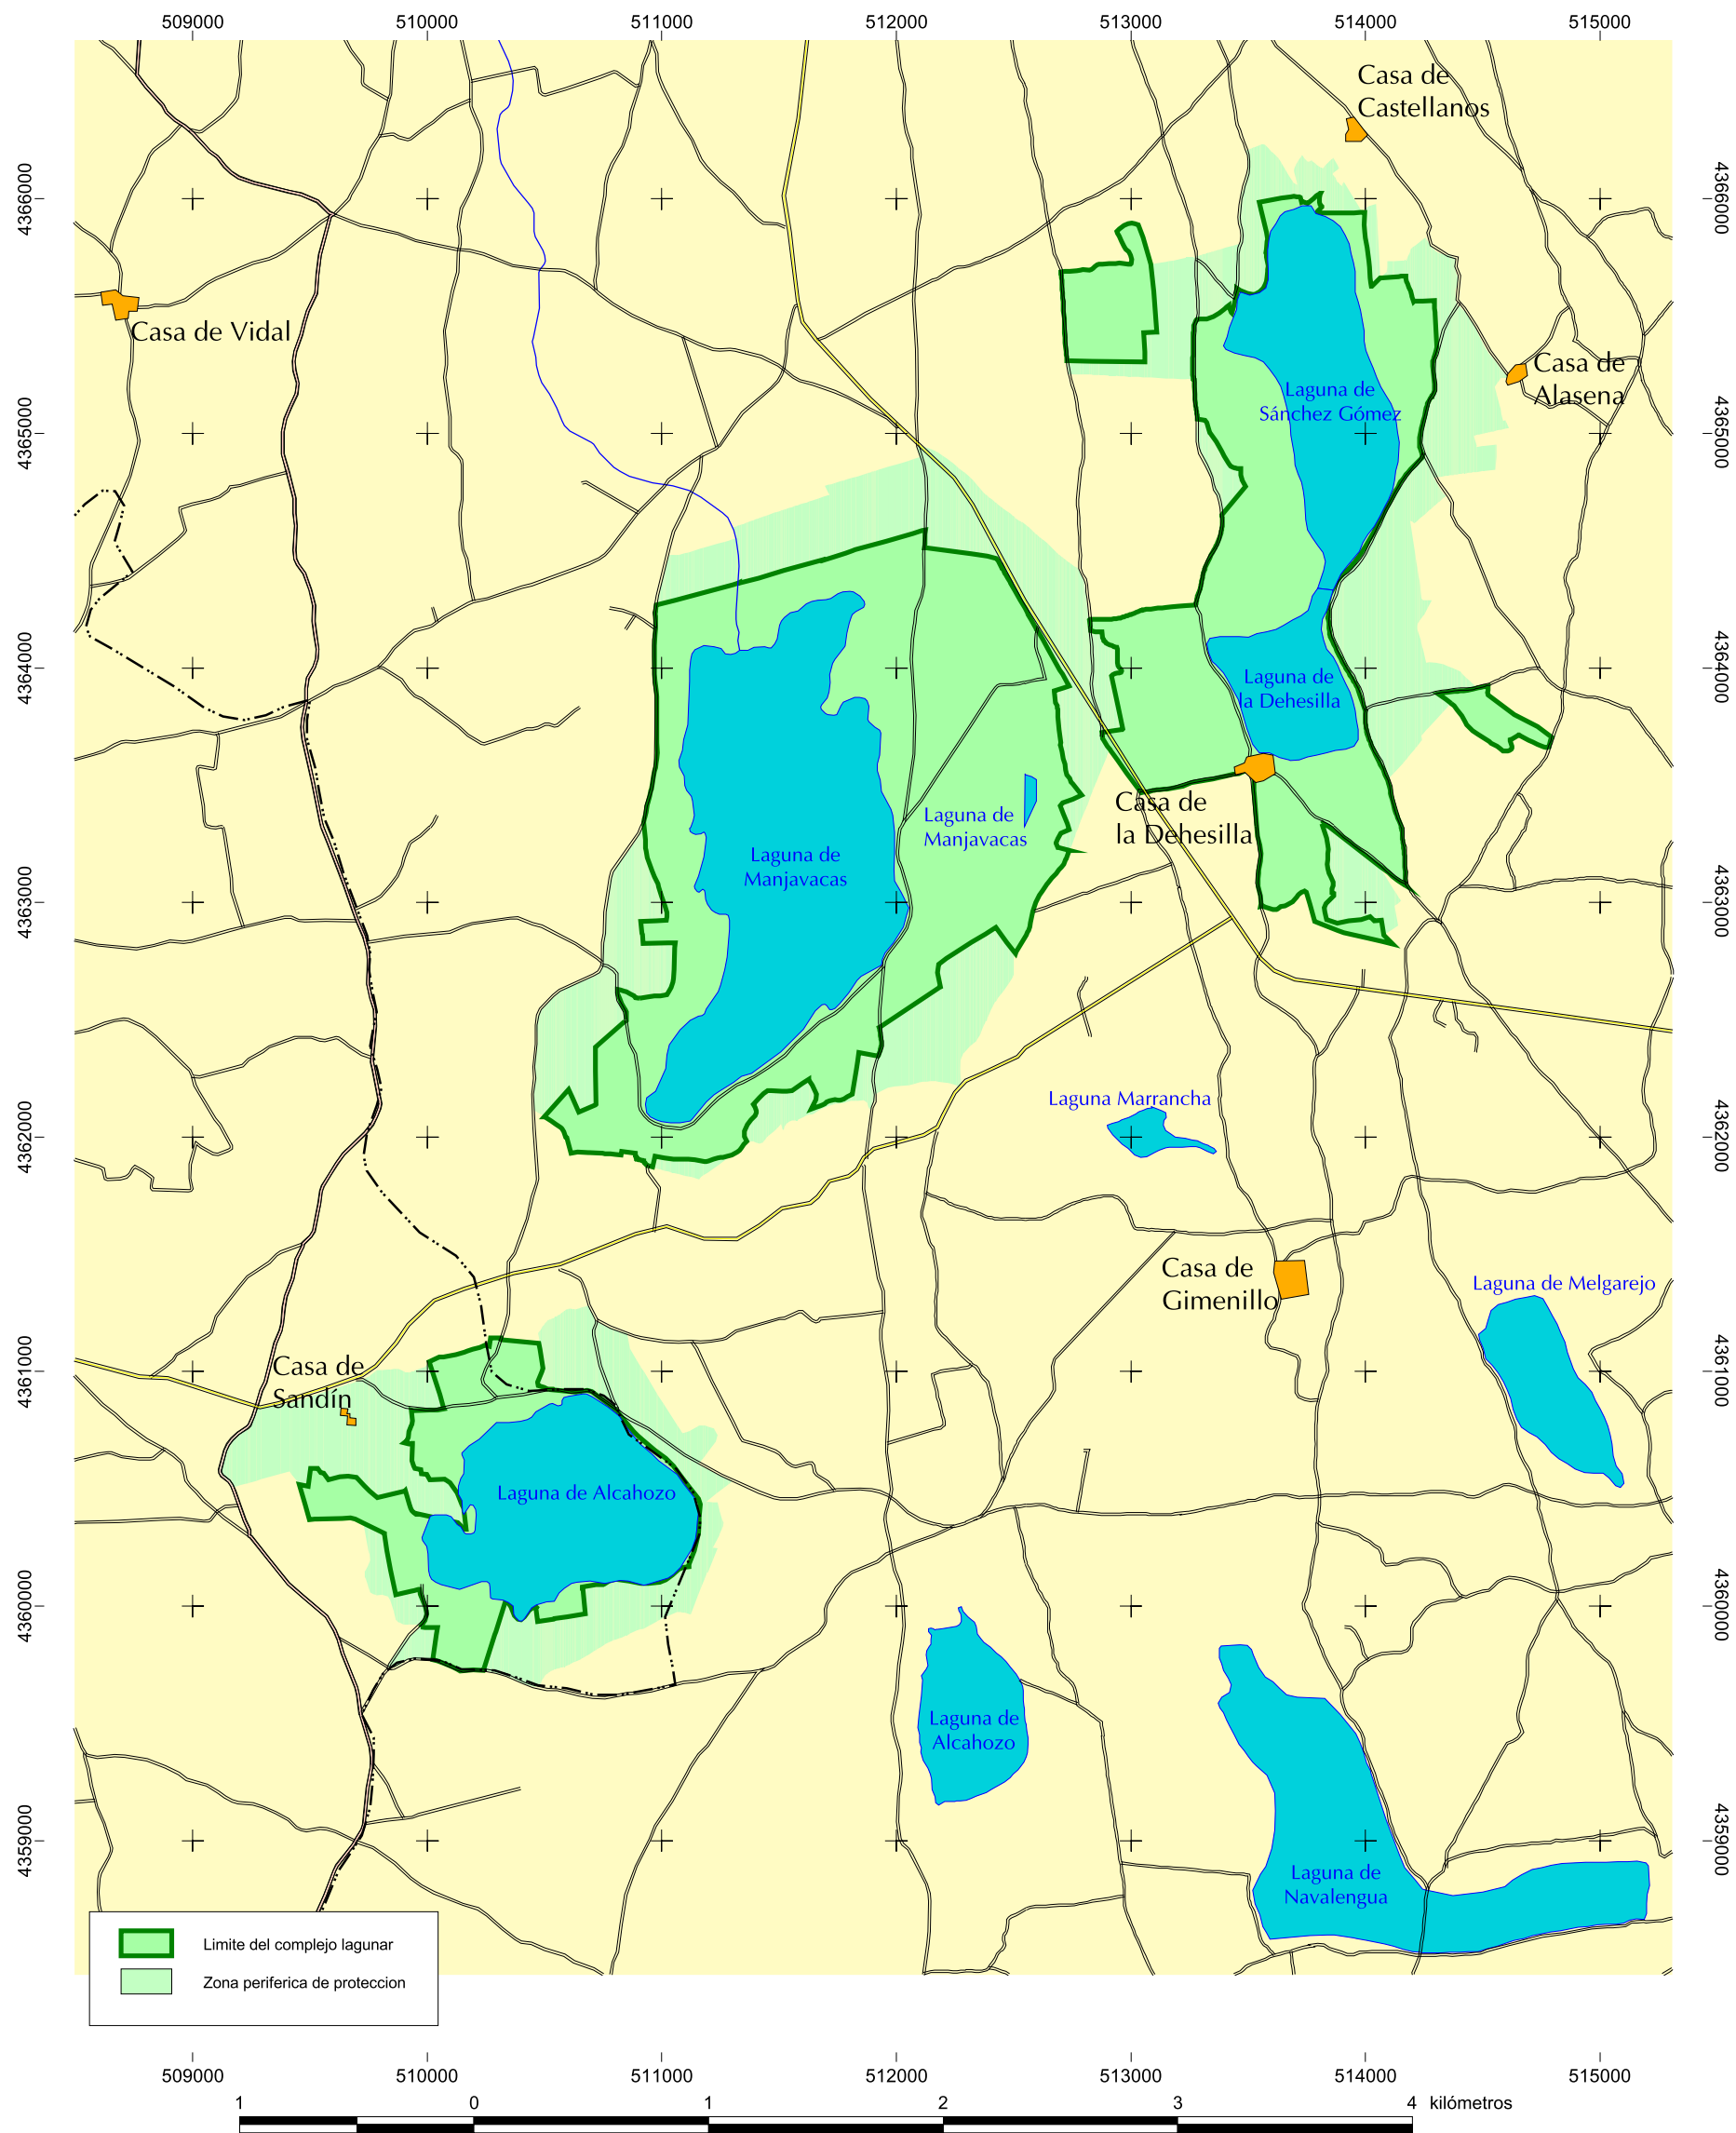 509000 510000 511000 512000 513000 514000 515000
Casa de
Castellanos
4366000
4366000
Casa de Vidal
Casa de
Alasena
Laguna de
Sánchez Gómez
4365000
4365000
4364000
4364000
Laguna de
la Dehesilla
Casa de
la Dehesilla
Laguna de
Manjavacas
Laguna de
Manjavacas
4363000
4363000
Laguna Marrancha
4362000
4362000
Casa de
Gimenillo
Laguna de Melgarejo
4361000
4361000
Casa de
Sandín
Laguna de Alcahozo
4360000
4360000
Laguna de
Alcahozo
4359000
4359000
Laguna de
Navalengua
Limite del complejo lagunar
Zona periferica de proteccion
509000 510000 511000 512000 513000 514000 515000
1 0 1 2 3 4 kilómetros